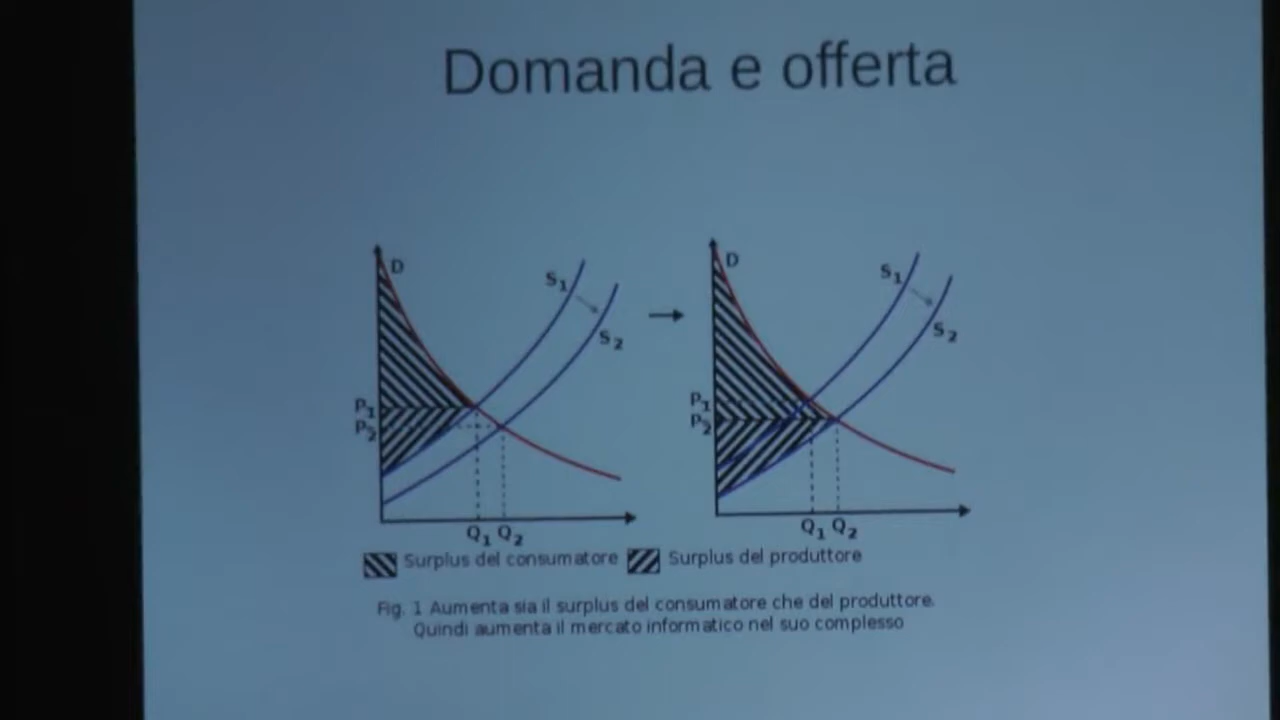 Domanda e offerta
D
S1
S2
P1
P2
Q1 Q2
D
S1
S2
P1
P2
Q1 Q2
Surplus del consumatore Surplus del produttore
Fig. 1 Aumenta sia il surplus del consumatore che del produttore.
Quindi aumenta il mercato informatico nel suo complesso